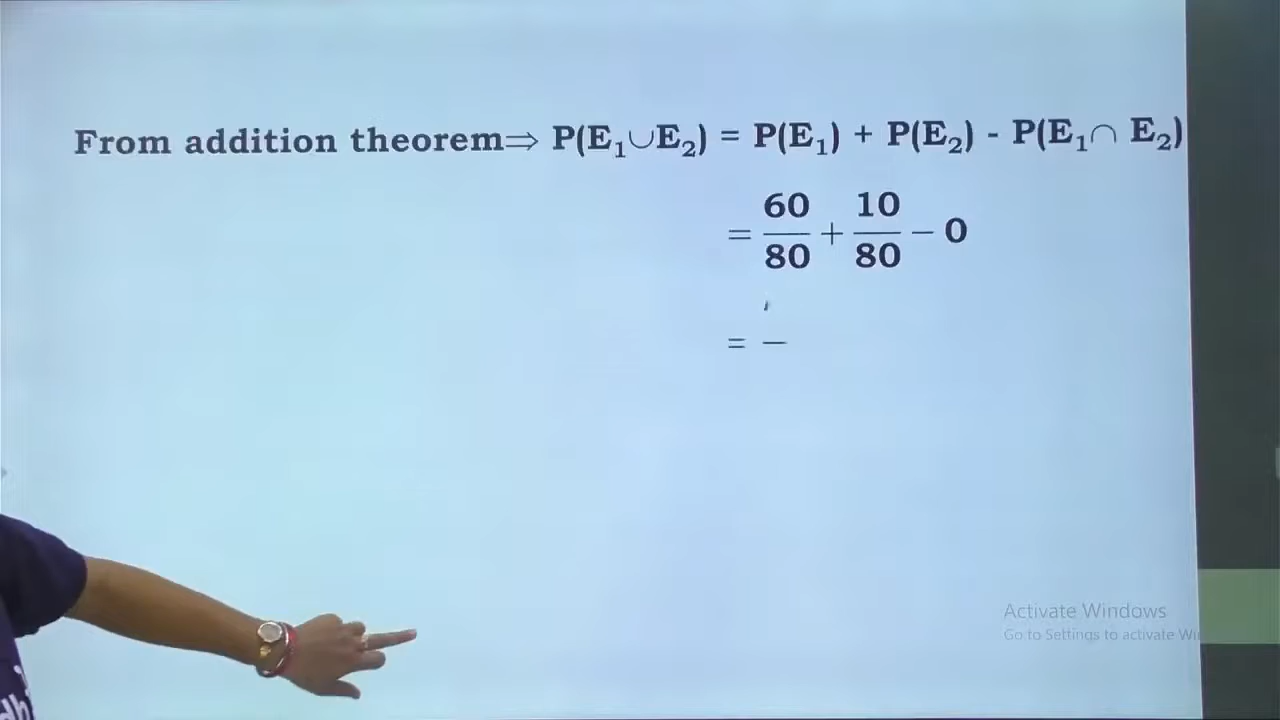 From addition theorem⇒ P(E₁∪E₂) = P(E₁) + P(E₂) - P(E₁∩ E₂)
= 60/80 + 10/80 − 0
= —
Activate Windows
Go to Settings to activate